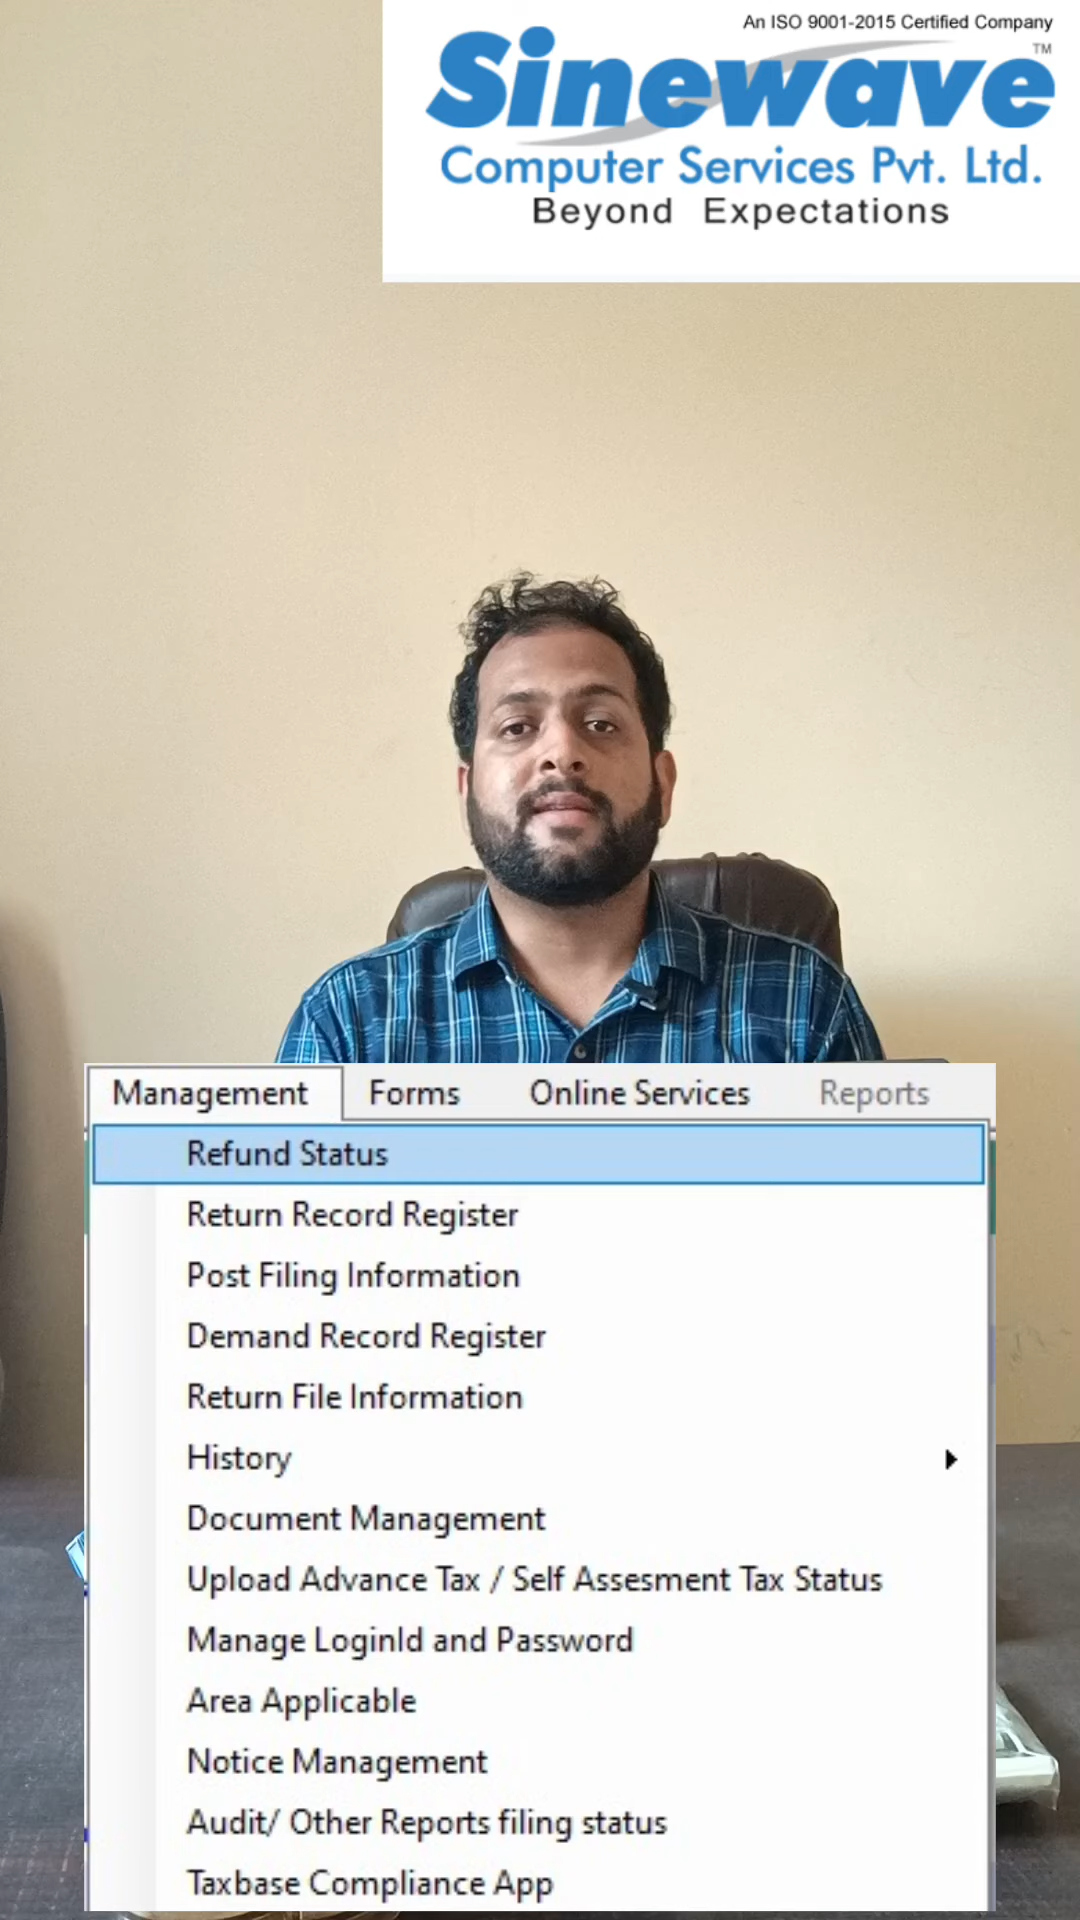 An ISO 9001-2015 Certified Company
Sinewave™
Computer Services Pvt. Ltd.
Beyond Expectations
Management Forms Online Services Reports
Refund Status
Return Record Register
Post Filing Information
Demand Record Register
Return File Information
History
Document Management
Upload Advance Tax / Self Assesment Tax Status
Manage LoginId and Password
Area Applicable
Notice Management
Audit/ Other Reports filing status
Taxbase Compliance App